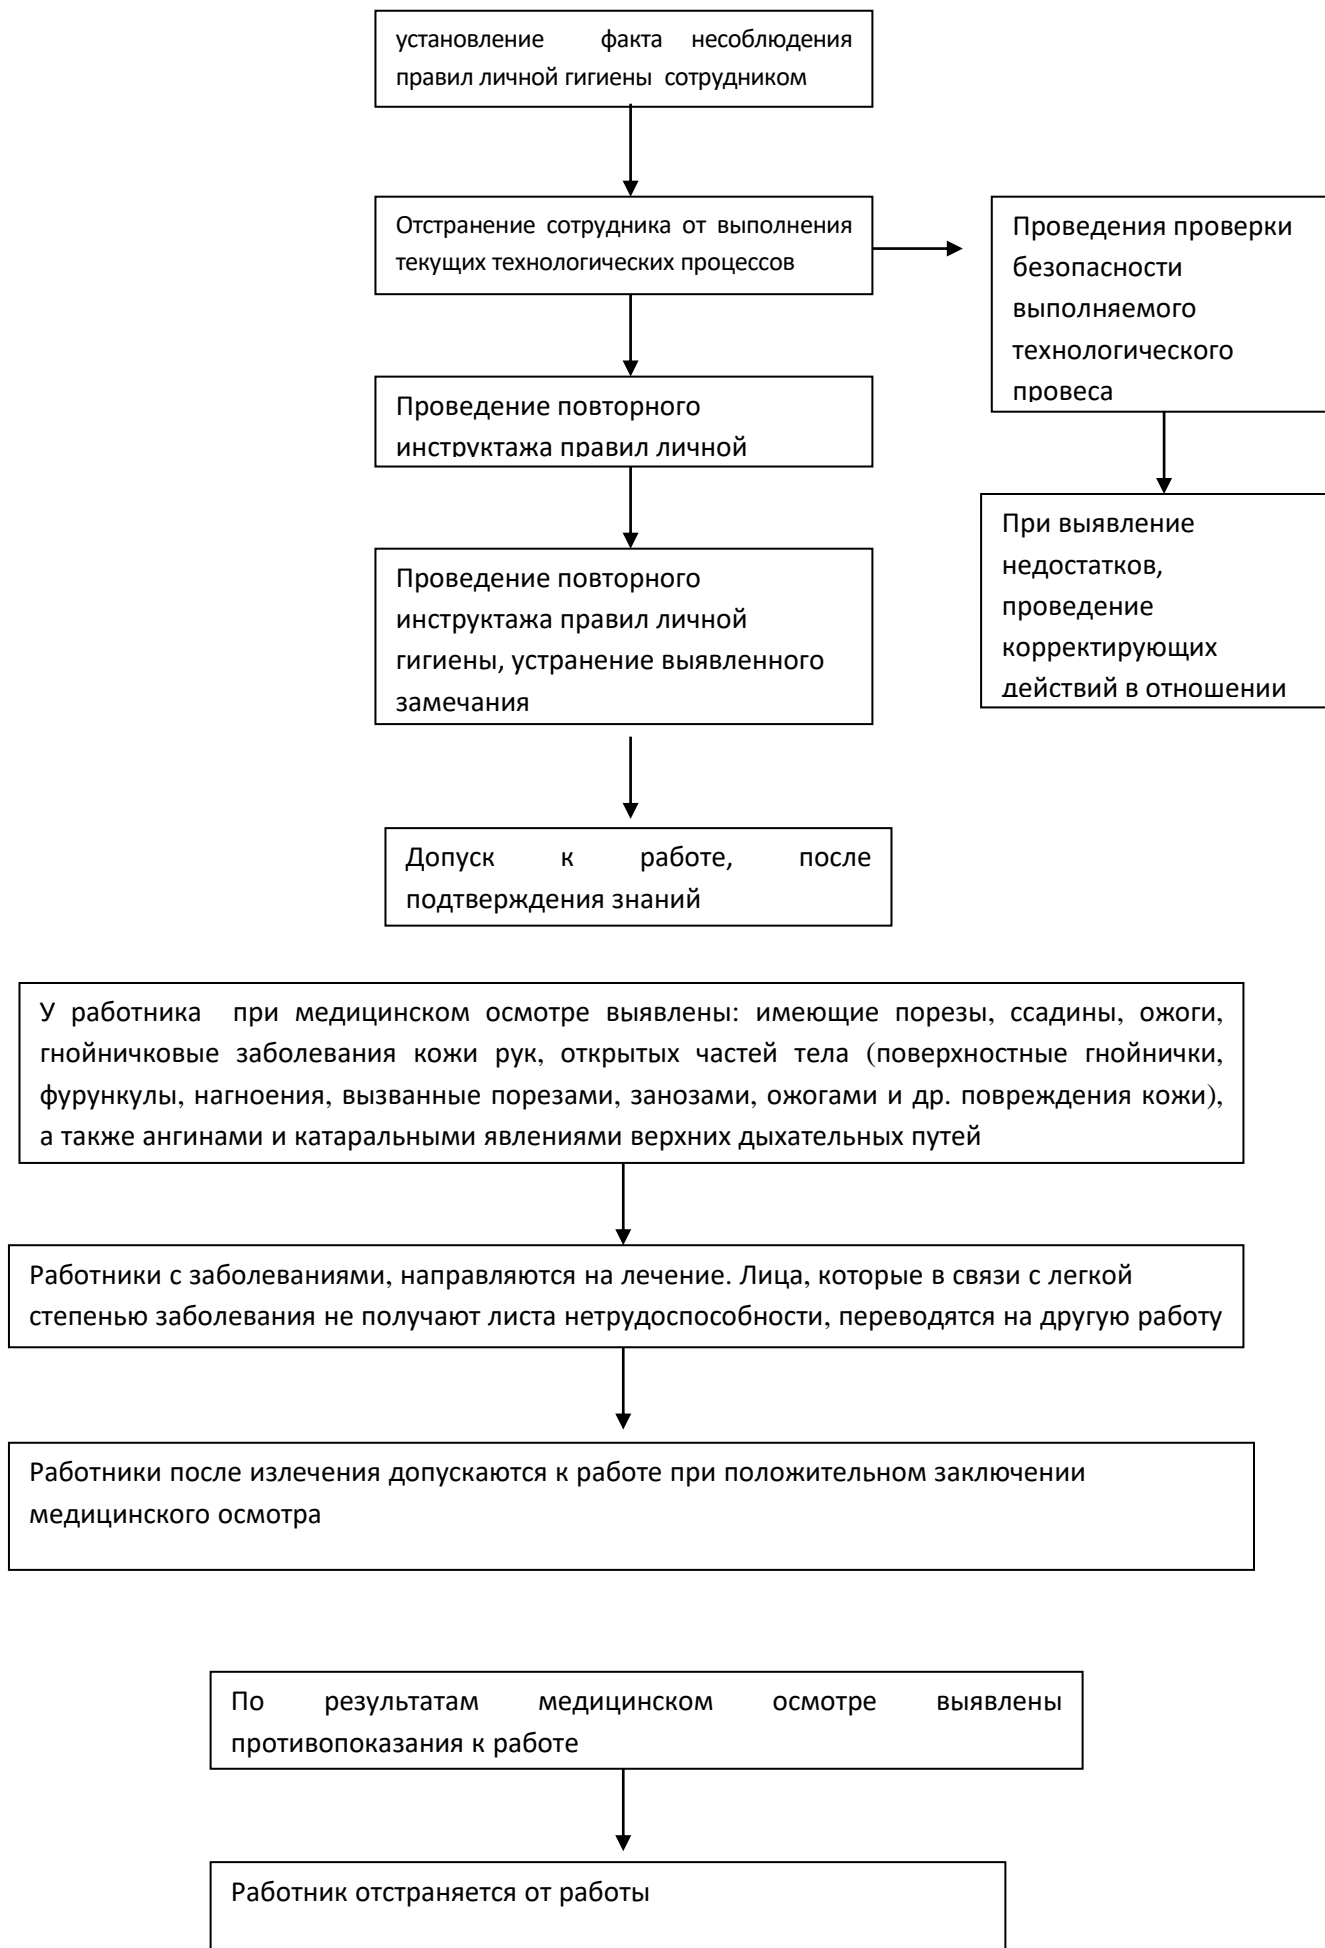 установление факта несоблюдения
правил личной гигиены сотрудником
Отстранение сотрудника от выполнения
текущих технологических процессов
Проведения проверки
безопасности
выполняемого
технологического
провеса
Проведение повторного
инструктажа правил личной
При выявление
недостатков,
проведение
корректирующих
действий в отношении
Проведение повторного
инструктажа правил личной
гигиены, устранение выявленного
замечания
Допуск к работе, после
подтверждения знаний
У работника при медицинском осмотре выявлены: имеющие порезы, ссадины, ожоги,
гнойничковые заболевания кожи рук, открытых частей тела (поверхностные гнойнички,
фурункулы, нагноения, вызванные порезами, занозами, ожогами и др. повреждения кожи),
а также ангинами и катаральными явлениями верхних дыхательных путей
Работники с заболеваниями, направляются на лечение. Лица, которые в связи с легкой
степенью заболевания не получают листа нетрудоспособности, переводятся на другую работу
Работники после излечения допускаются к работе при положительном заключении
медицинского осмотра
По результатам медицинском осмотре выявлены
противопоказания к работе
Работник отстраняется от работы